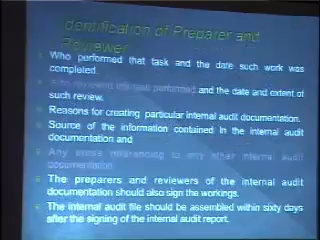 dentification of Preparer and
Reviewer
Who performed that task and the date such work was
completed.
Who reviewed the task performed and the date and extent of
such review.
Reasons for creating particular internal audit documentation.
Source of the information contained in the internal audit
documentation and
Any cross referencing to any other internal audit
documentation.
The preparers and reviewers of the internal audit
documentation should also sign the workings.
The internal audit file should be assembled within sixty days
after the signing of the internal audit report.